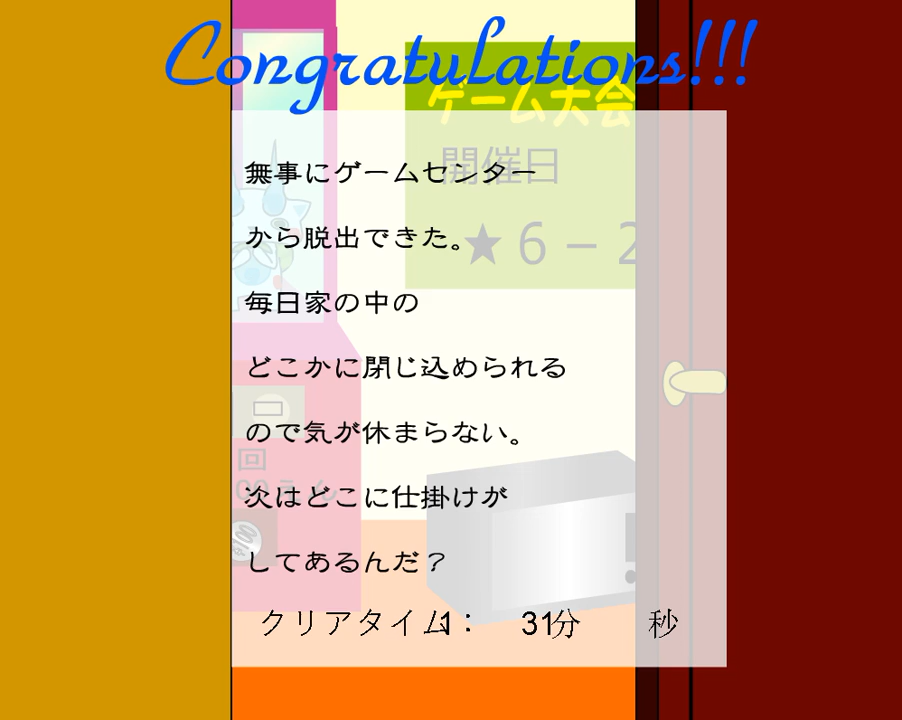 Congratulations!!!
ゲーム大会
開催日
★6－2
無事にゲームセンター
から脱出できた。
毎日家の中の
どこかに閉じ込められる
ので気が休まらない。
回
次はどこに仕掛けが
してあるんだ？
クリアタイム1： 31分 秒